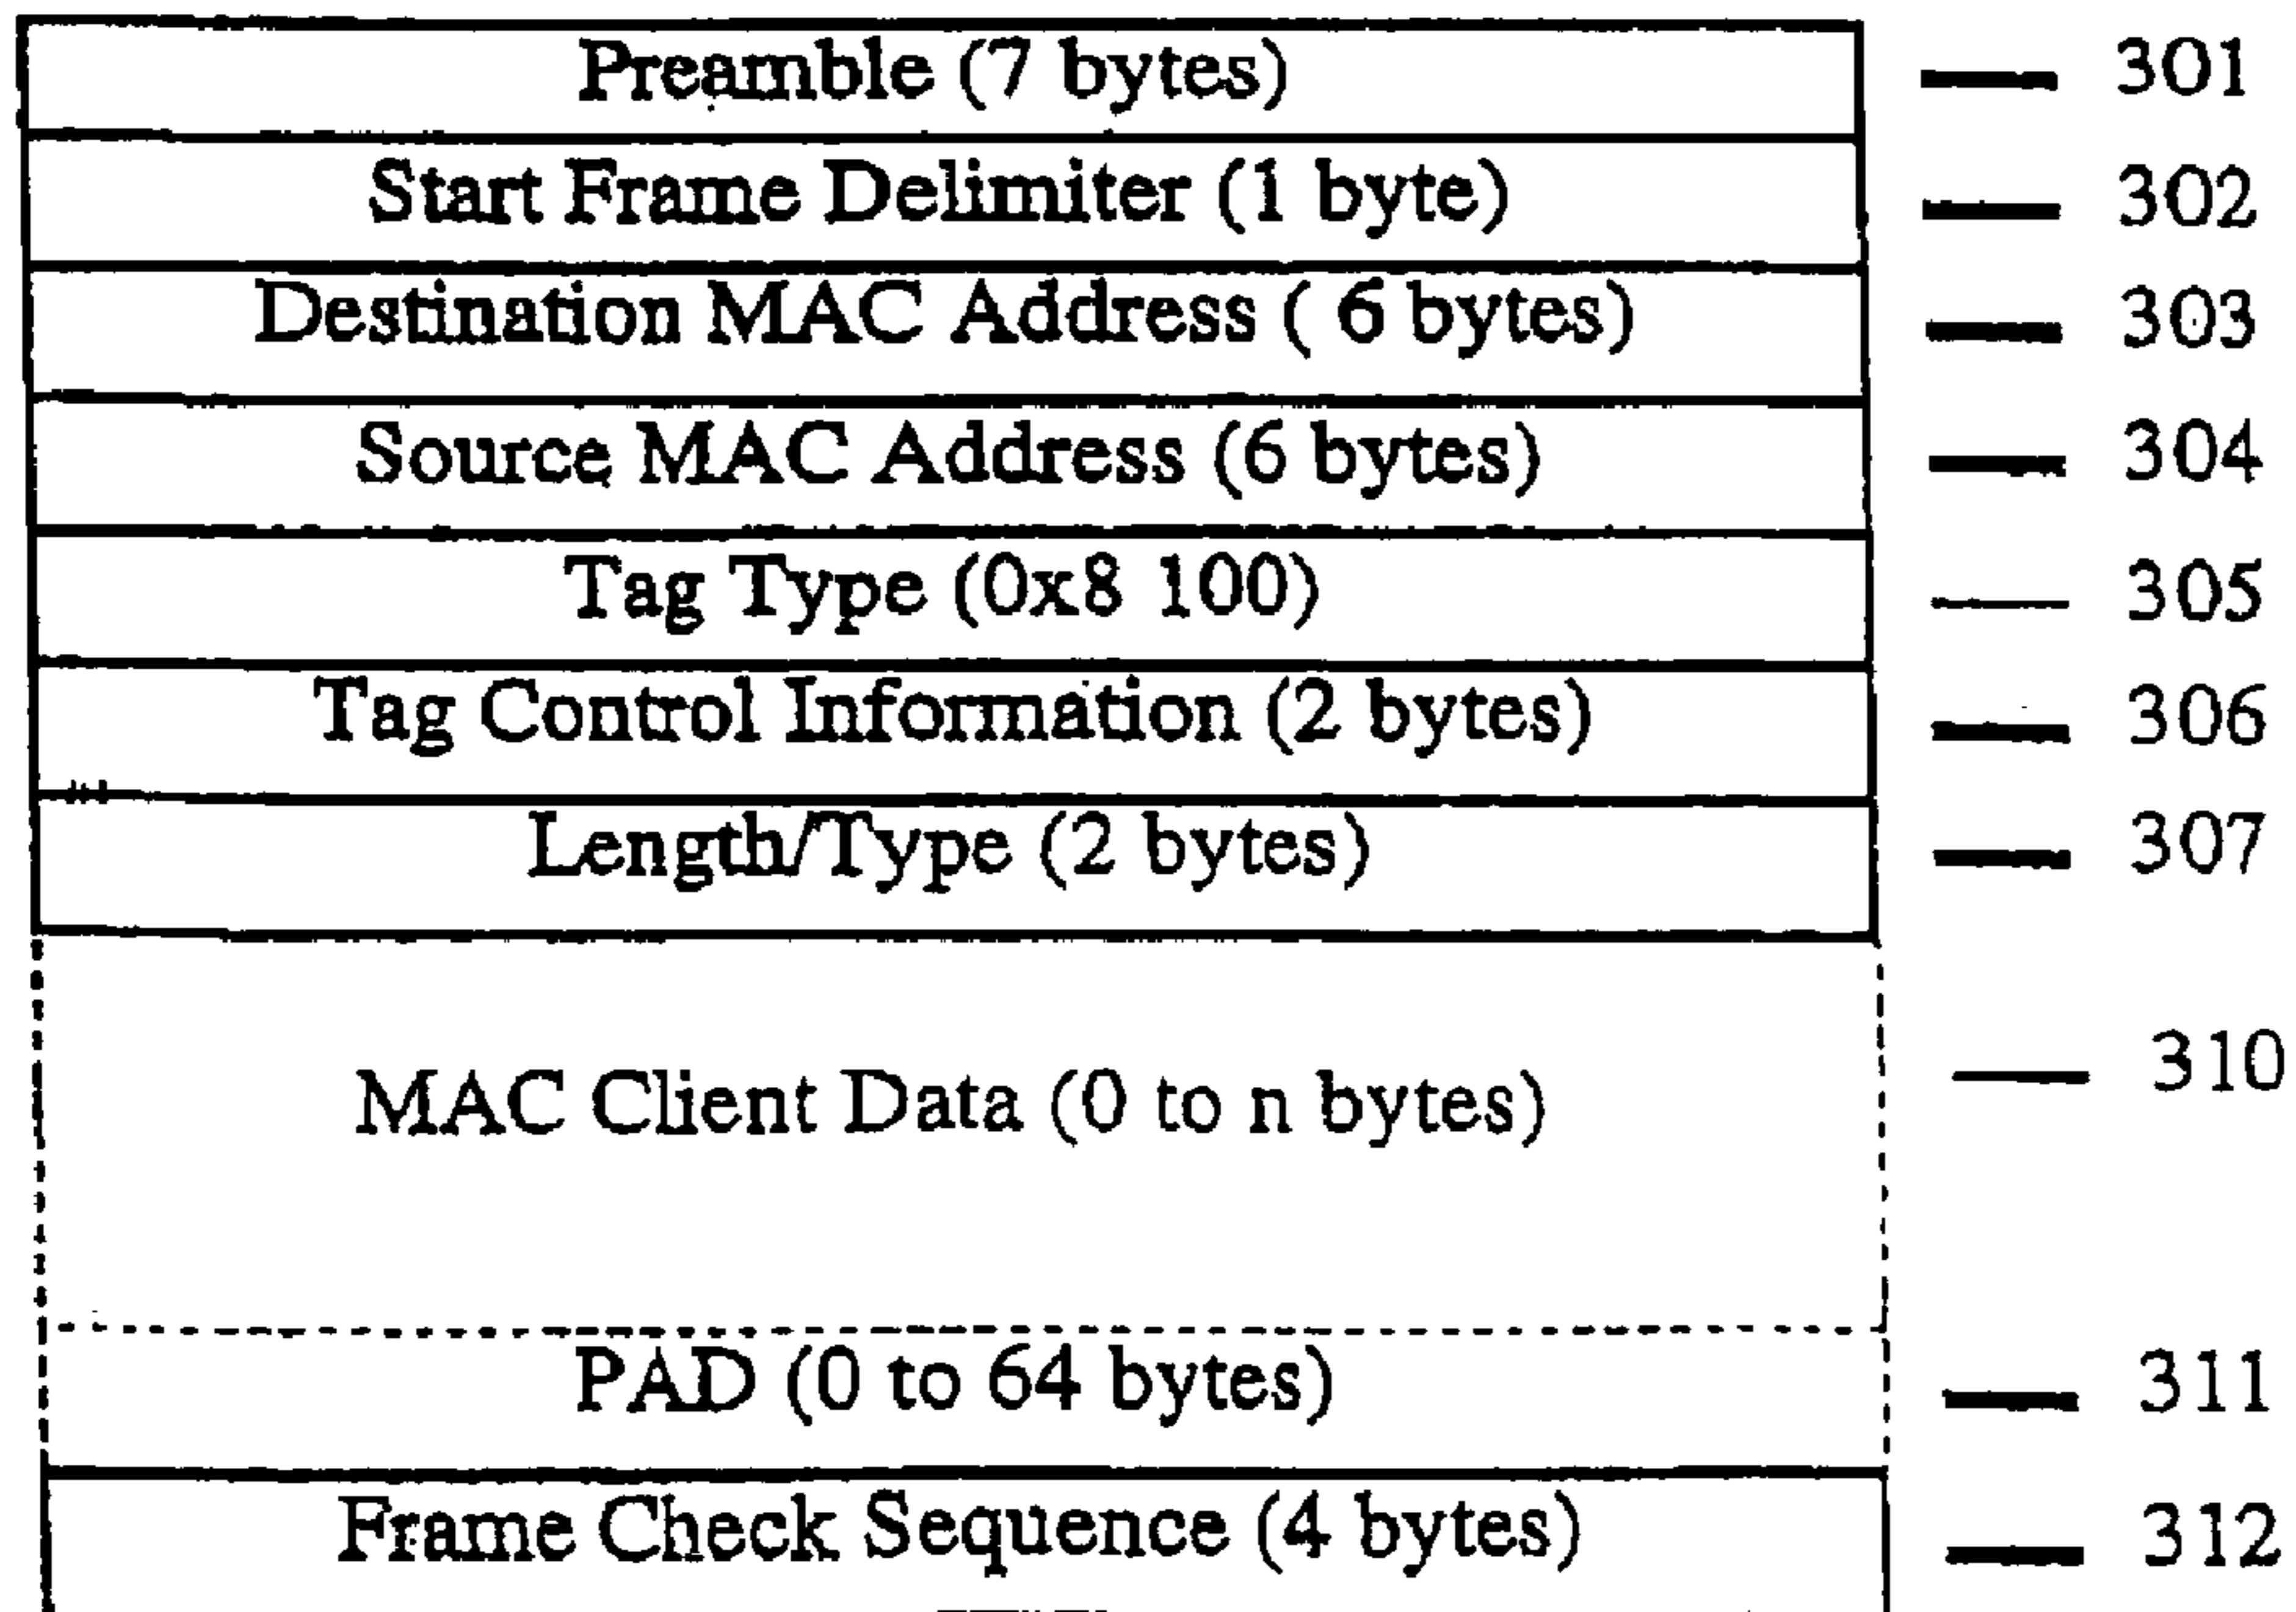 Preamble (7 bytes) 301
Start Frame Delimiter (1 byte) 302
Destination MAC Address ( 6 bytes) 303
Source MAC Address (6 bytes) 304
Tag Type (0x8 100) 305
Tag Control Information (2 bytes) 306
Length/Type (2 bytes) 307
MAC Client Data (0 to n bytes) 310
PAD (0 to 64 bytes) 311
Frame Check Sequence (4 bytes) 312